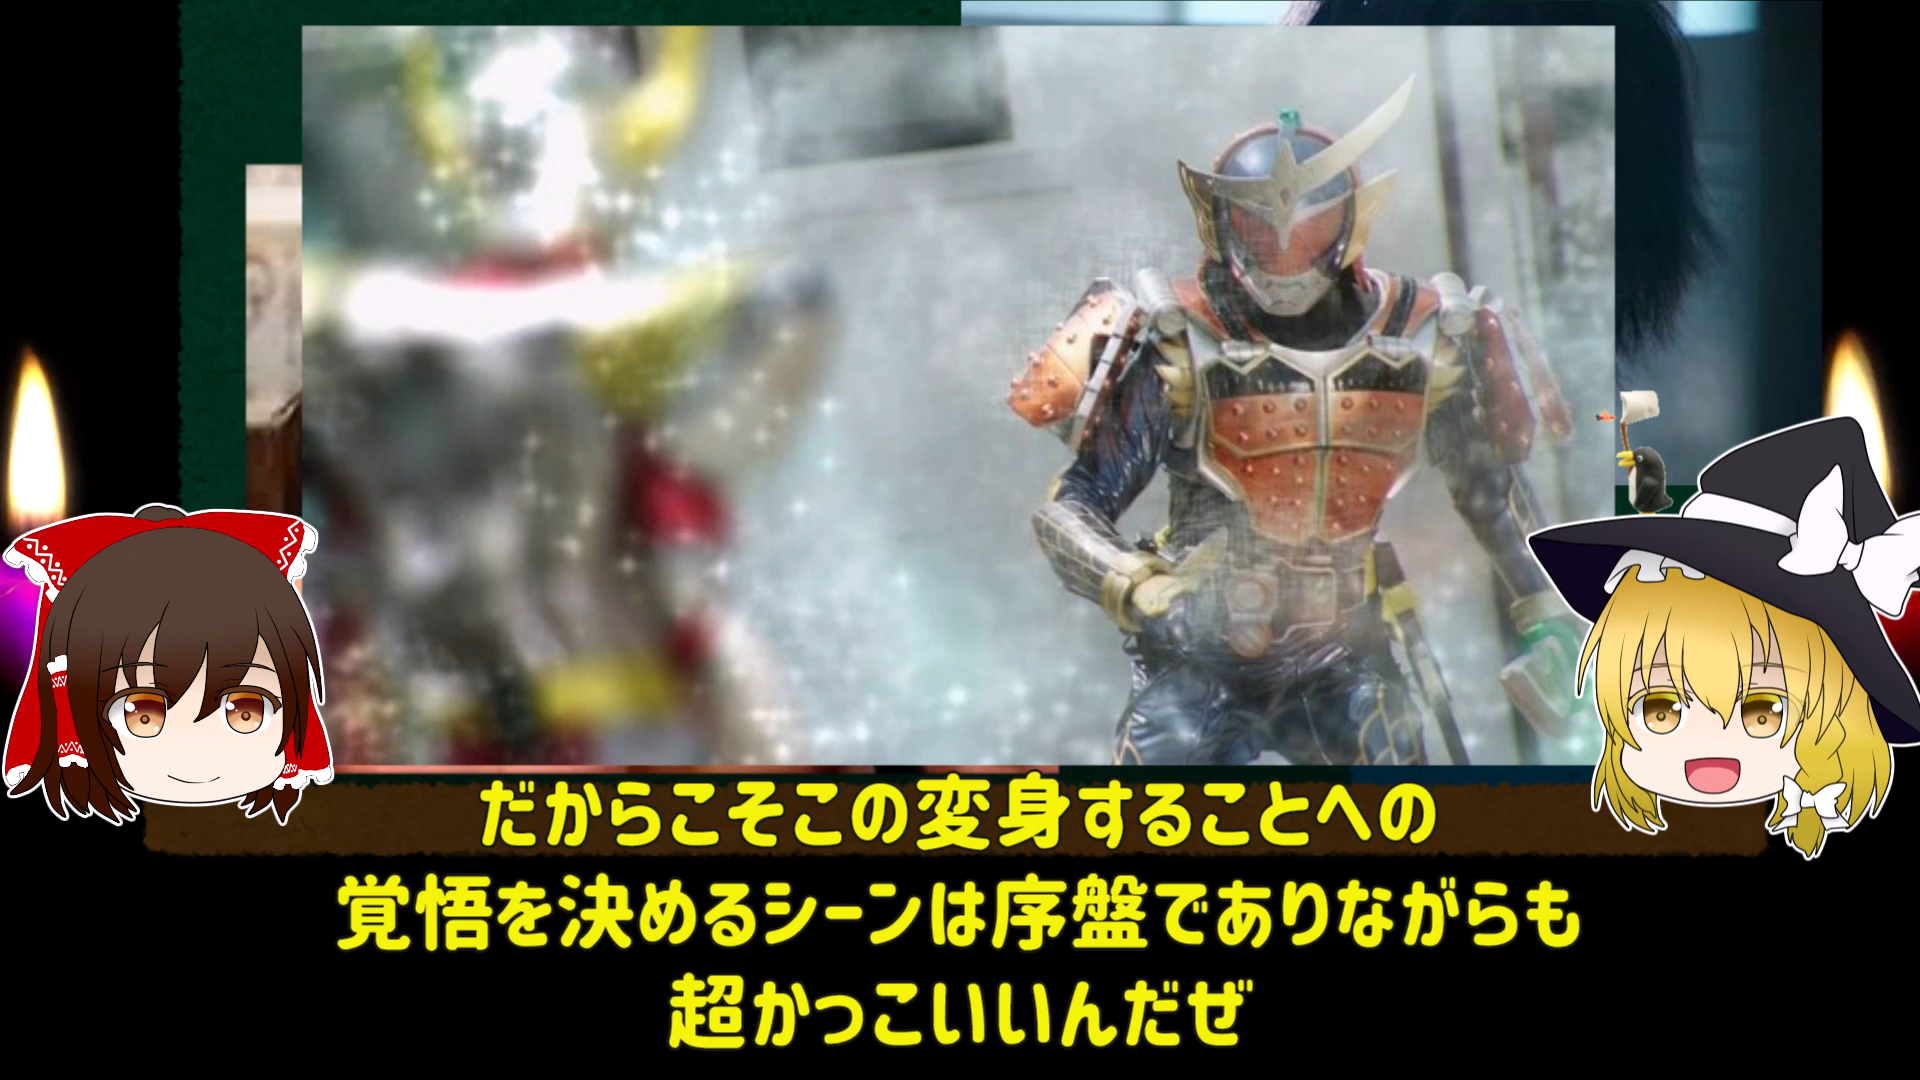 だからこそこの変身することへの
覚悟を決めるシーンは序盤でありながらも
超かっこいいんだぜ